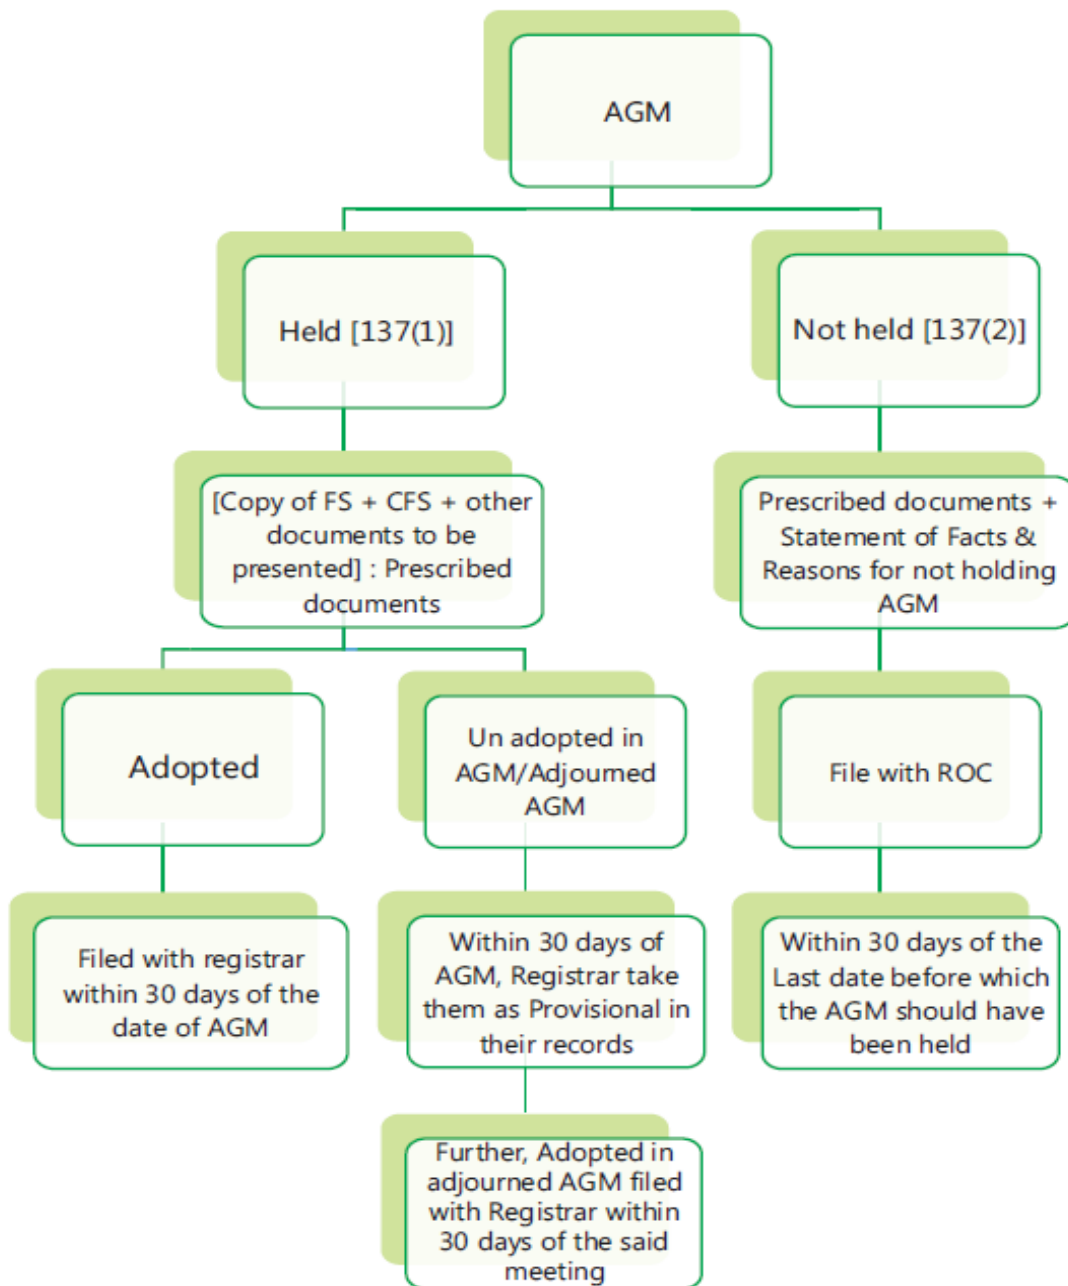 AGM
Held [137(1)]
Not held [137(2)]
[Copy of FS + CFS + other
documents to be
presented] : Prescribed
documents
Prescribed documents +
Statement of Facts &
Reasons for not holding
AGM
Adopted
Un adopted in
AGM/Adjourned
AGM
File with ROC
Filed with registrar
within 30 days of the
date of AGM
Within 30 days of
AGM, Registrar take
them as Provisional in
their records
Within 30 days of the
Last date before which
the AGM should have
been held
Further, Adopted in
adjourned AGM filed
with Registrar within
30 days of the said
meeting